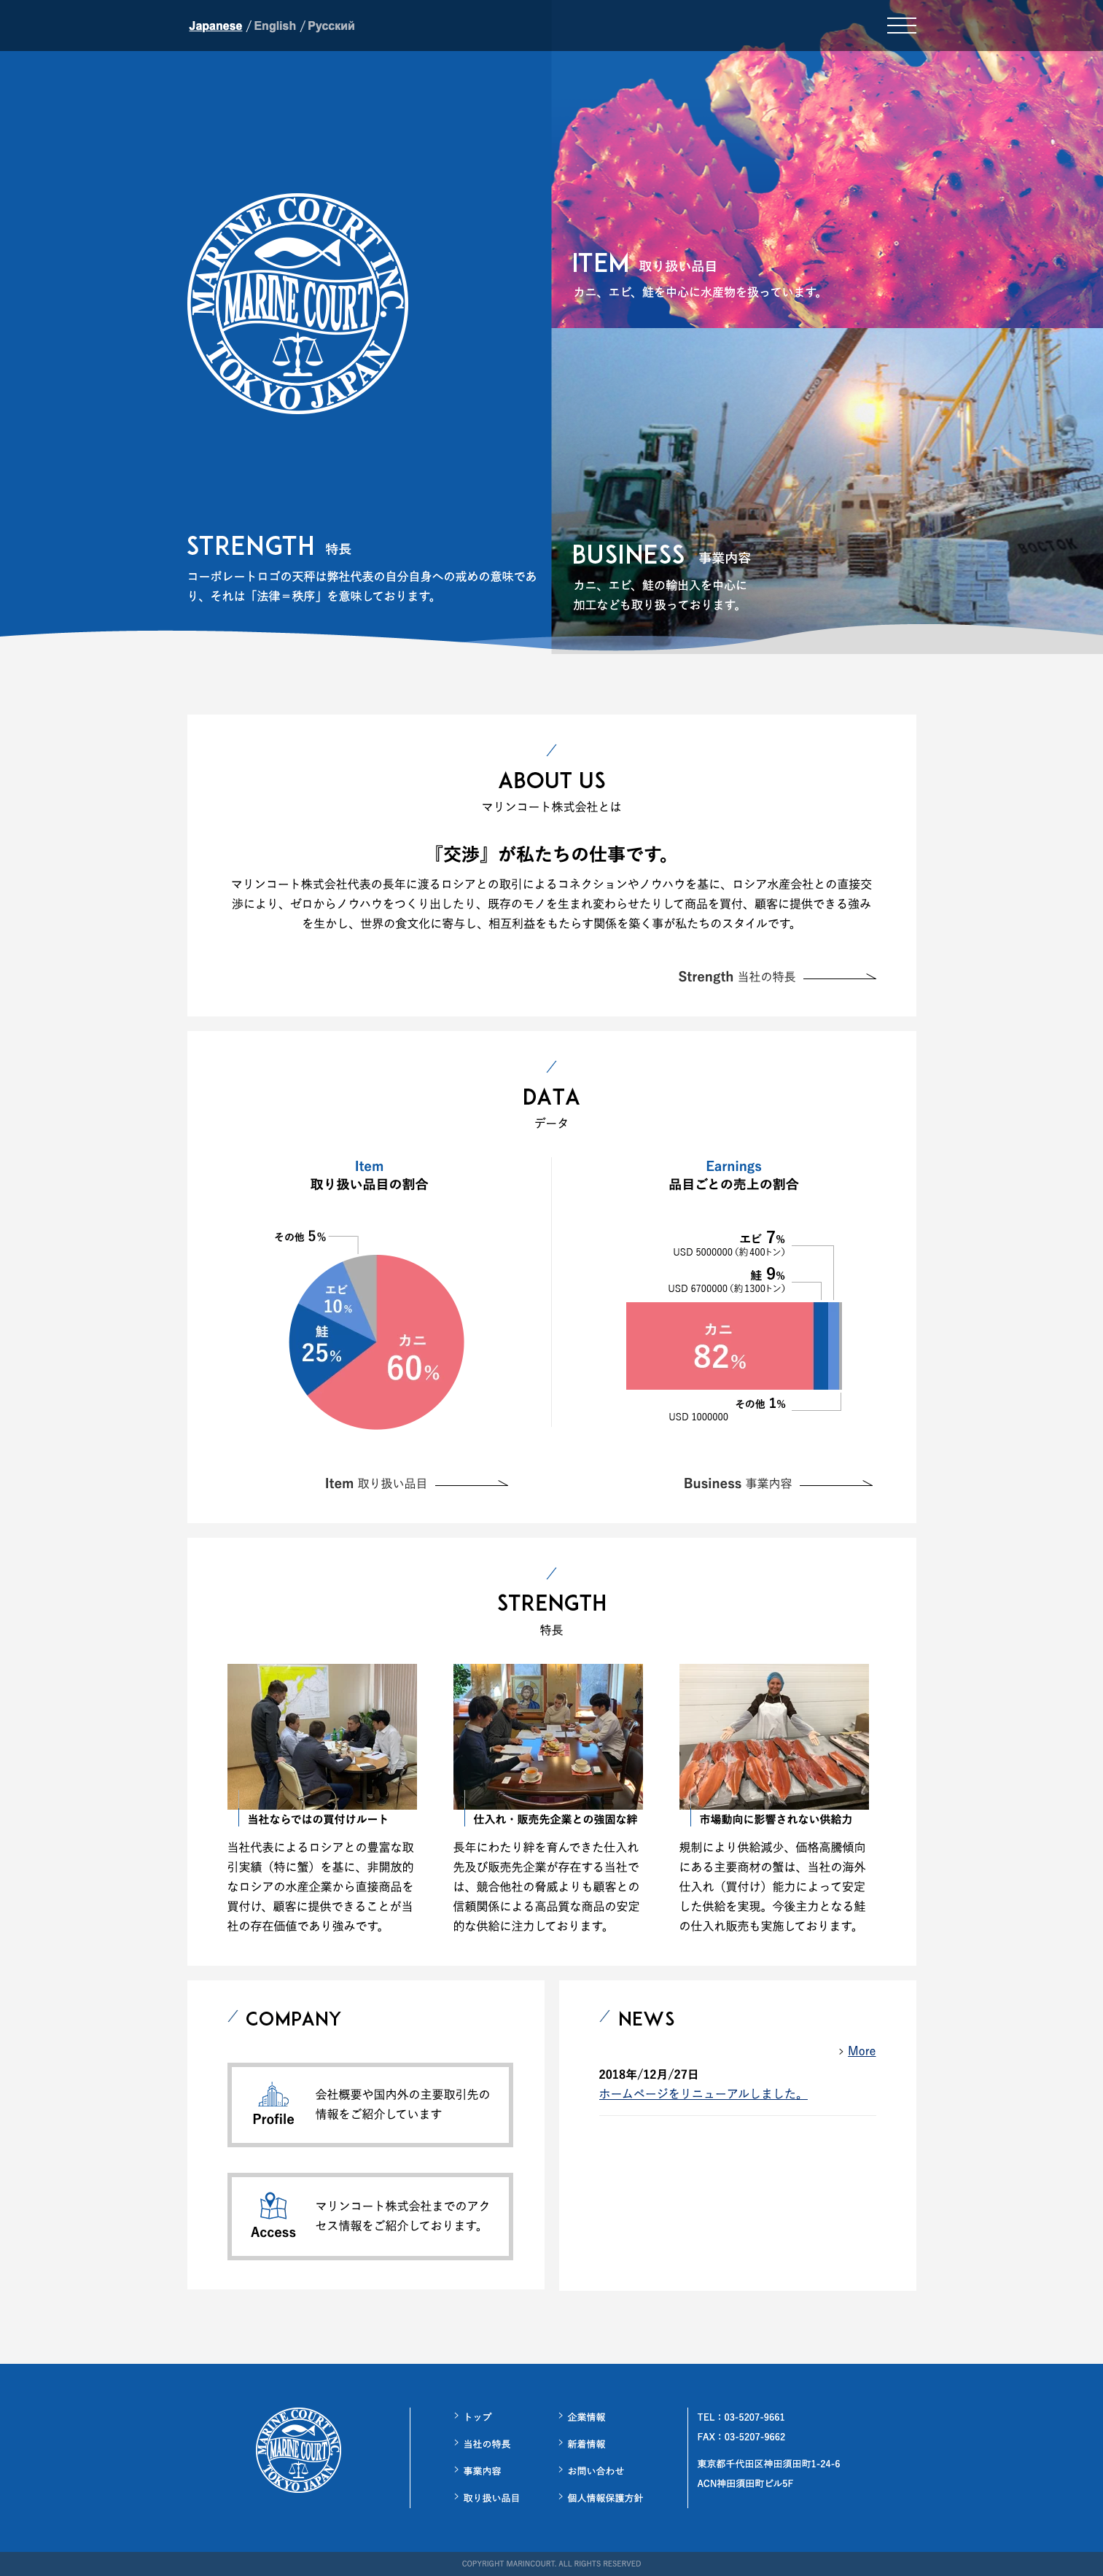 Japanese / English / Русский
MARINE COURT INC.
MARINE COURT
TOKYO JAPAN
ITEM 取り扱い品目
カニ、エビ、鮭を中心に水産物を扱っています。
STRENGTH 特長
コーポレートロゴの天秤は弊社代表の自分自身への戒めの意味であ
り、それは「法律＝秩序」を意味しております。
ВОСТОК
BUSINESS 事業内容
カニ、エビ、鮭の輸出入を中心に
加工なども取り扱っております。
ABOUT US
マリンコート株式会社とは
『交渉』が私たちの仕事です。
マリンコート株式会社代表の長年に渡るロシアとの取引によるコネクションやノウハウを基に、ロシア水産会社との直接交
渉により、ゼロからノウハウをつくり出したり、既存のモノを生まれ変わらせたりして商品を買付、顧客に提供できる強み
を生かし、世界の食文化に寄与し、相互利益をもたらす関係を築く事が私たちのスタイルです。
Strength 当社の特長
DATA
データ
Item
取り扱い品目の割合
その他 5%
エビ
10%
鮭
25%
カニ
60%
Item 取り扱い品目
Earnings
品目ごとの売上の割合
エビ 7%
USD 5000000（約400トン）
鮭 9%
USD 6700000（約1300トン）
カニ
82%
その他 1%
USD 1000000
Business 事業内容
STRENGTH
特長
当社ならではの買付けルート
当社代表によるロシアとの豊富な取
引実績（特に蟹）を基に、非開放的
なロシアの水産企業から直接商品を
買付け、顧客に提供できることが当
社の存在価値であり強みです。
仕入れ・販売先企業との強固な絆
長年にわたり絆を育んできた仕入れ
先及び販売先企業が存在する当社で
は、競合他社の脅威よりも顧客との
信頼関係による高品質な商品の安定
的な供給に注力しております。
市場動向に影響されない供給力
規制により供給減少、価格高騰傾向
にある主要商材の蟹は、当社の海外
仕入れ（買付け）能力によって安定
した供給を実現。今後主力となる鮭
の仕入れ販売も実施しております。
COMPANY
Profile
会社概要や国内外の主要取引先の
情報をご紹介しています
Access
マリンコート株式会社までのアク
セス情報をご紹介しております。
NEWS
More
2018年/12月/27日
ホームページをリニューアルしました。
MARINE COURT INC.
MARINE COURT
TOKYO JAPAN
トップ
当社の特長
事業内容
取り扱い品目
企業情報
新着情報
お問い合わせ
個人情報保護方針
TEL：03-5207-9661
FAX：03-5207-9662
東京都千代田区神田須田町1-24-6
ACN神田須田町ビル5F
COPYRIGHT MARINCOURT. ALL RIGHTS RESERVED